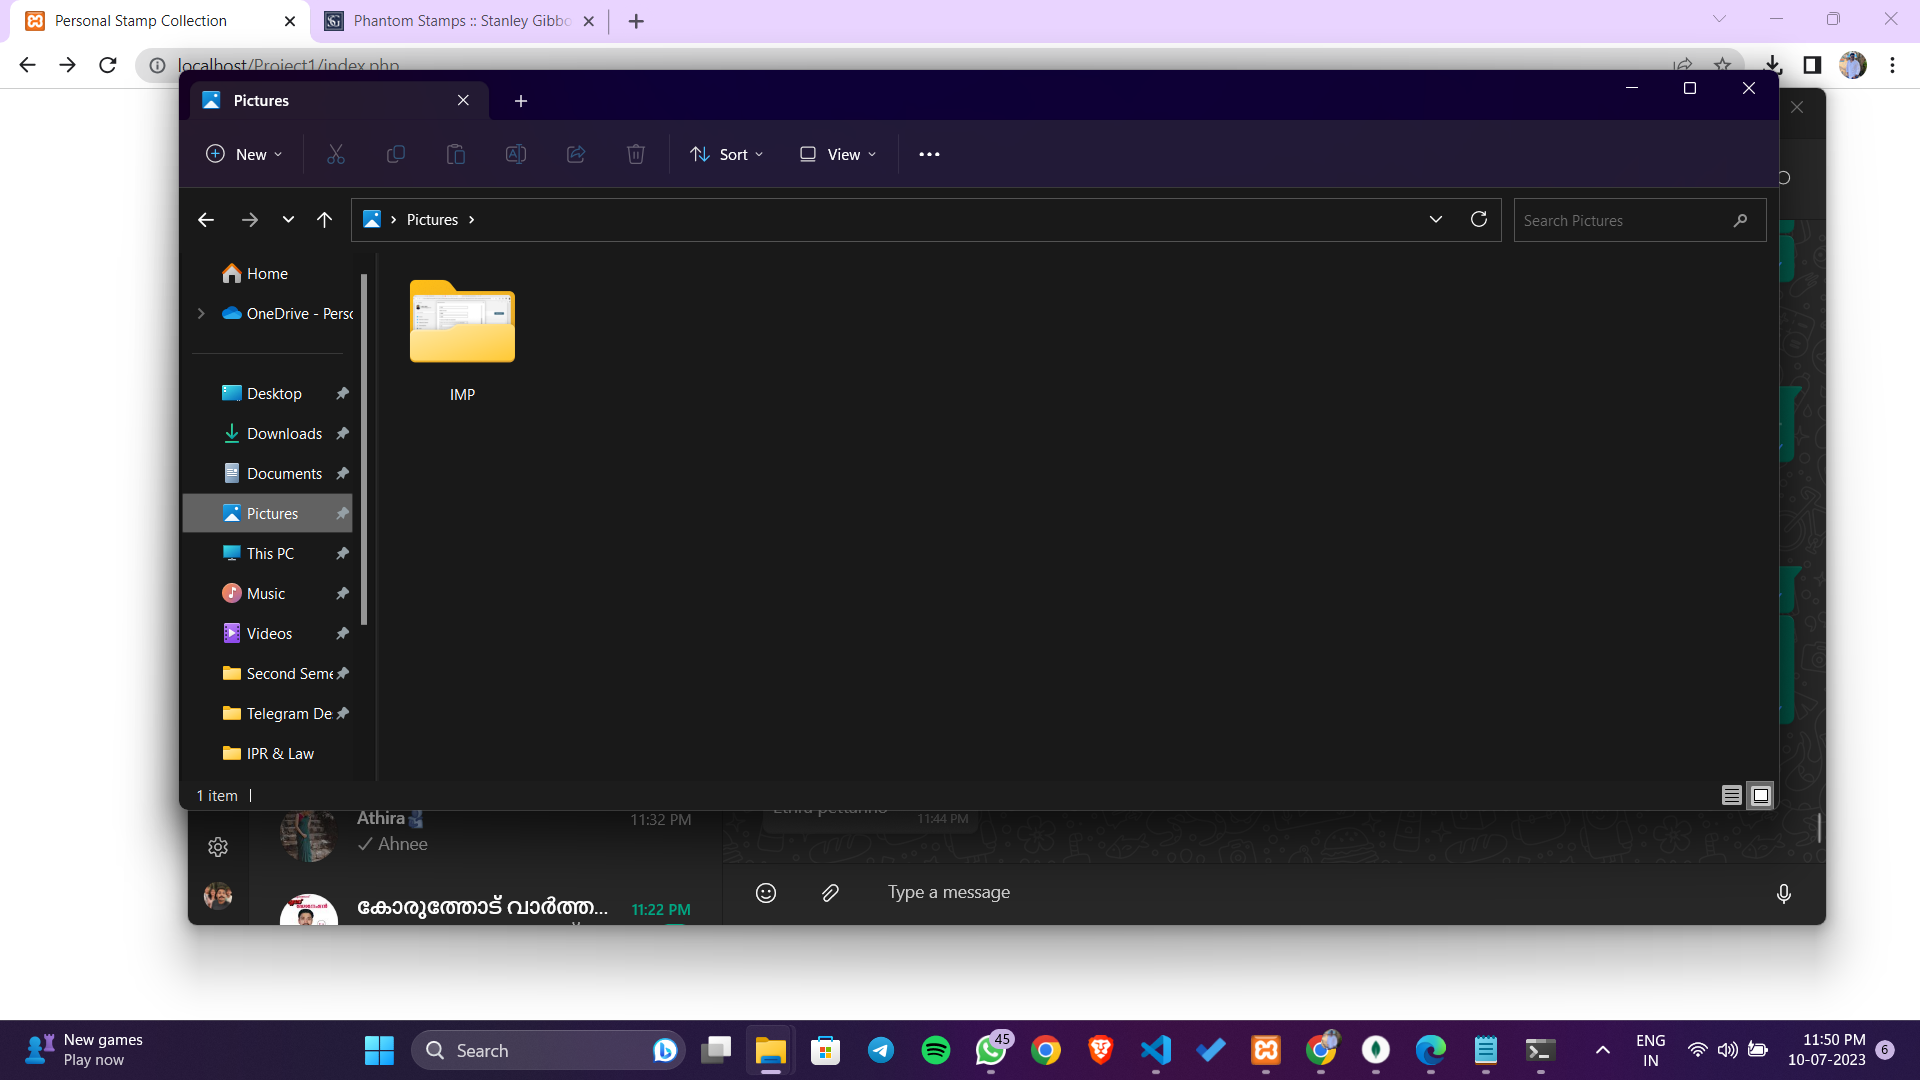 Personal Stamp Collection
Phantom Stamps :: Stanley Gibbo
localhost/Project1/index.php
Pictures
New
Sort
View
Pictures
Search Pictures
Home
OneDrive - Perso
IMP
Desktop
Downloads
Documents
Pictures
This PC
Music
Videos
Second Seme
Telegram De
IPR & Law
1 item
Athira
11:32 PM
11:44 PM
Ahnee
Type a message
കോരുത്തോട് വാർത്ത...
11:22 PM
New games
Play now
Search
45
ENG
IN
11:50 PM
10-07-2023
6